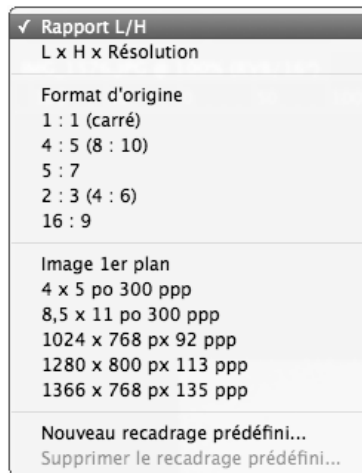 ✓ Rapport L/H
L x H x Résolution
Format d'origine
1 : 1 (carré)
4 : 5 (8 : 10)
5 : 7
2 : 3 (4 : 6)
16 : 9
Image 1er plan
4 x 5 po 300 ppp
8,5 x 11 po 300 ppp
1024 x 768 px 92 ppp
1280 x 800 px 113 ppp
1366 x 768 px 135 ppp
Nouveau recadrage prédéfini...
Supprimer le recadrage prédéfini...